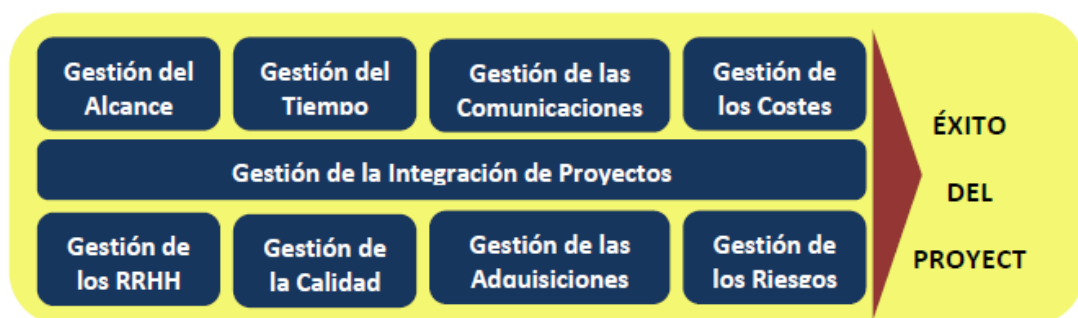 Gestión del
Alcance
Gestión del
Tiempo
Gestión de las
Comunicaciones
Gestión de
los Costes
Gestión de la Integración de Proyectos
Gestión de
los RRHH
Gestión de
la Calidad
Gestión de las
Adquisiciones
Gestión de
los Riesgos
ÉXITO
DEL
PROYECT